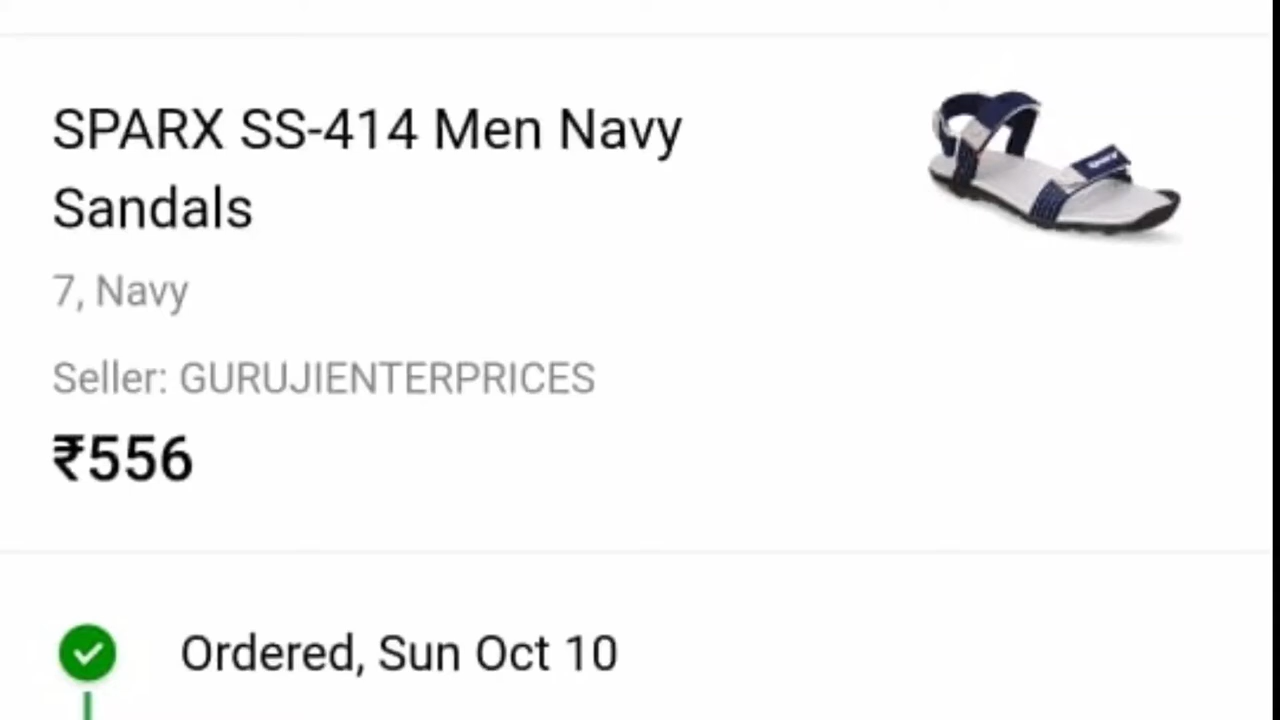 SPARX SS-414 Men Navy
Sandals
7, Navy
Seller: GURUJIENTERPRICES
₹556
Ordered, Sun Oct 10